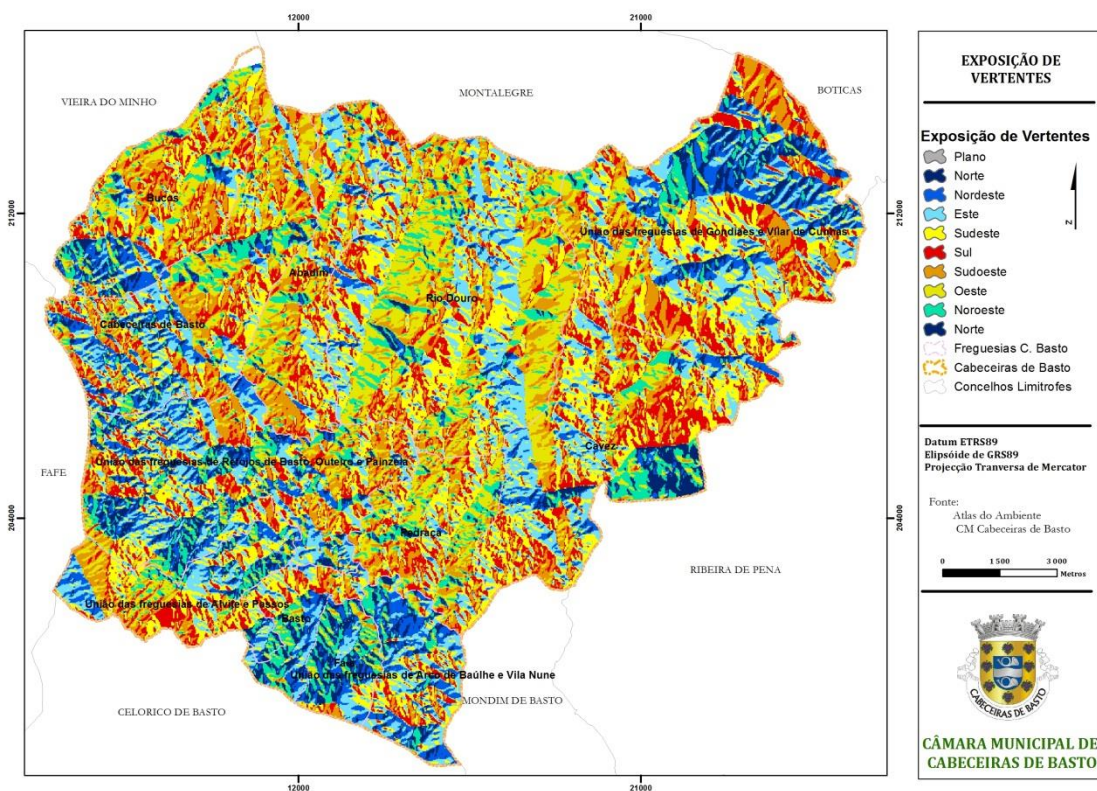 12000
21000
VIEIRA DO MINHO
MONTALEGRE
BOTICAS
212000
212000
Bucos
União das freguesias de Gondiães e Vilar de Cunhas
Abadim
Rio Douro
Cabeceiras de Basto
Cavez
FAFE
União das freguesias de Refojos de Basto, Outeiro e Painzela
204000
204000
Pedraça
RIBEIRA DE PENA
União das freguesias de Alvite e Passos
Basto
Faia
União das freguesias de Arco de Baúlhe e Vila Nune
MONDIM DE BASTO
CELORICO DE BASTO
12000
21000
EXPOSIÇÃO DE
VERTENTES
Exposição de Vertentes
Plano
Norte
Nordeste
Este
Sudeste
Sul
Sudoeste
Oeste
Noroeste
Norte
Freguesias C. Basto
Cabeceiras de Basto
Concelhos Limitrofes
N
Datum ETRS89
Elipsóide de GRS89
Projecção Tranversa de Mercator
Fonte:
Atlas do Ambiente
CM Cabeceiras de Basto
0 1 500 3 000
Metros
CABECEIRAS DE BASTO
CÂMARA MUNICIPAL DE
CABECEIRAS DE BASTO